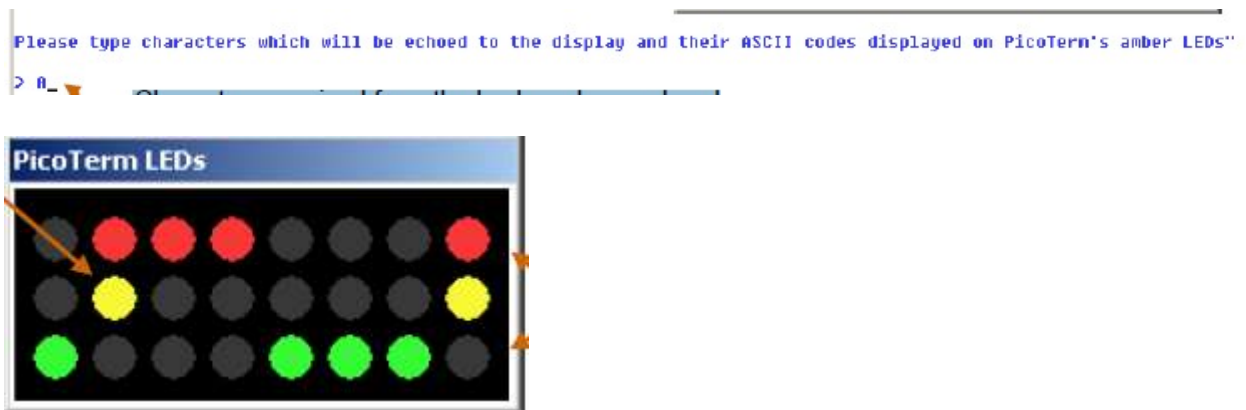 Please type characters which will be echoed to the display and their ASCII codes displayed on PicoTerm's amber LEDs"
> A_
PicoTerm LEDs